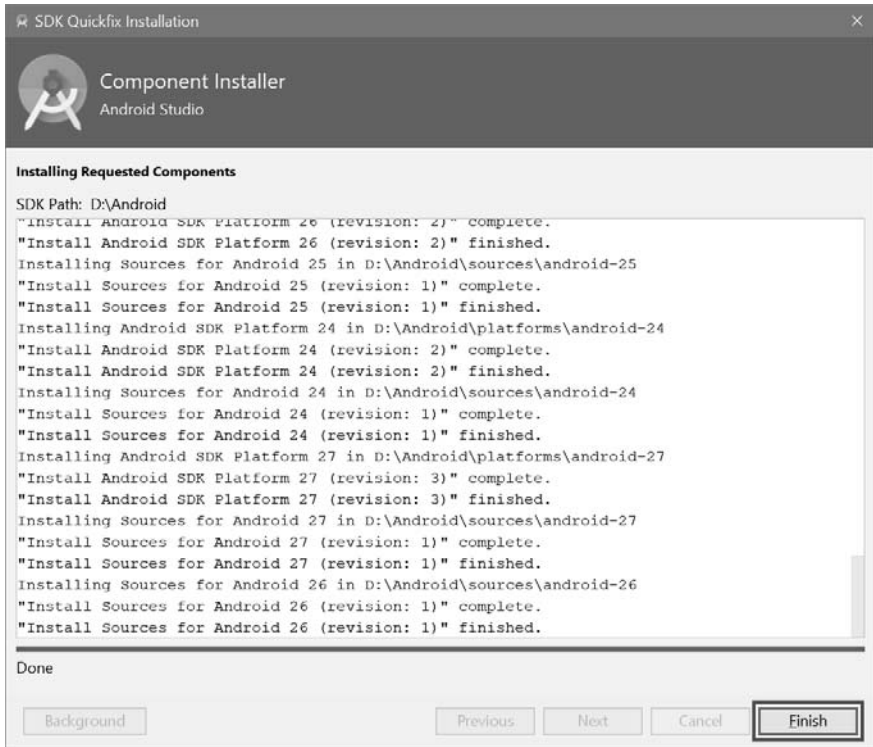 SDK Quickfix Installation
Component Installer
Android Studio
Installing Requested Components
SDK Path: D:\Android
"Install Android SDK Platform 26 (revision: 2)" complete.
"Install Android SDK Platform 26 (revision: 2)" finished.
Installing Sources for Android 25 in D:\Android\sources\android-25
"Install Sources for Android 25 (revision: 1)" complete.
"Install Sources for Android 25 (revision: 1)" finished.
Installing Android SDK Platform 24 in D:\Android\platforms\android-24
"Install Android SDK Platform 24 (revision: 2)" complete.
"Install Android SDK Platform 24 (revision: 2)" finished.
Installing Sources for Android 24 in D:\Android\sources\android-24
"Install Sources for Android 24 (revision: 1)" complete.
"Install Sources for Android 24 (revision: 1)" finished.
Installing Android SDK Platform 27 in D:\Android\platforms\android-27
"Install Android SDK Platform 27 (revision: 3)" complete.
"Install Android SDK Platform 27 (revision: 3)" finished.
Installing Sources for Android 27 in D:\Android\sources\android-27
"Install Sources for Android 27 (revision: 1)" complete.
"Install Sources for Android 27 (revision: 1)" finished.
Installing Sources for Android 26 in D:\Android\sources\android-26
"Install Sources for Android 26 (revision: 1)" complete.
"Install Sources for Android 26 (revision: 1)" finished.
Done
Background Previous Next Cancel Finish